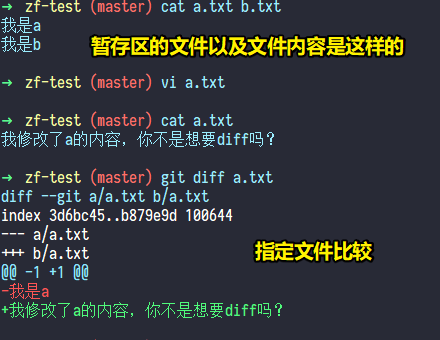 ➜ zf-test (master) cat a.txt b.txt
我是a
我是b
暂存区的文件以及文件内容是这样的
➜ zf-test (master) vi a.txt
➜ zf-test (master) cat a.txt
我修改了a的内容，你不是想要diff吗？
➜ zf-test (master) git diff a.txt
diff --git a/a.txt b/a.txt
index 3d6bc45..b879e9d 100644
--- a/a.txt
+++ b/a.txt
指定文件比较
@@ -1 +1 @@
-我是a
+我修改了a的内容，你不是想要diff吗？